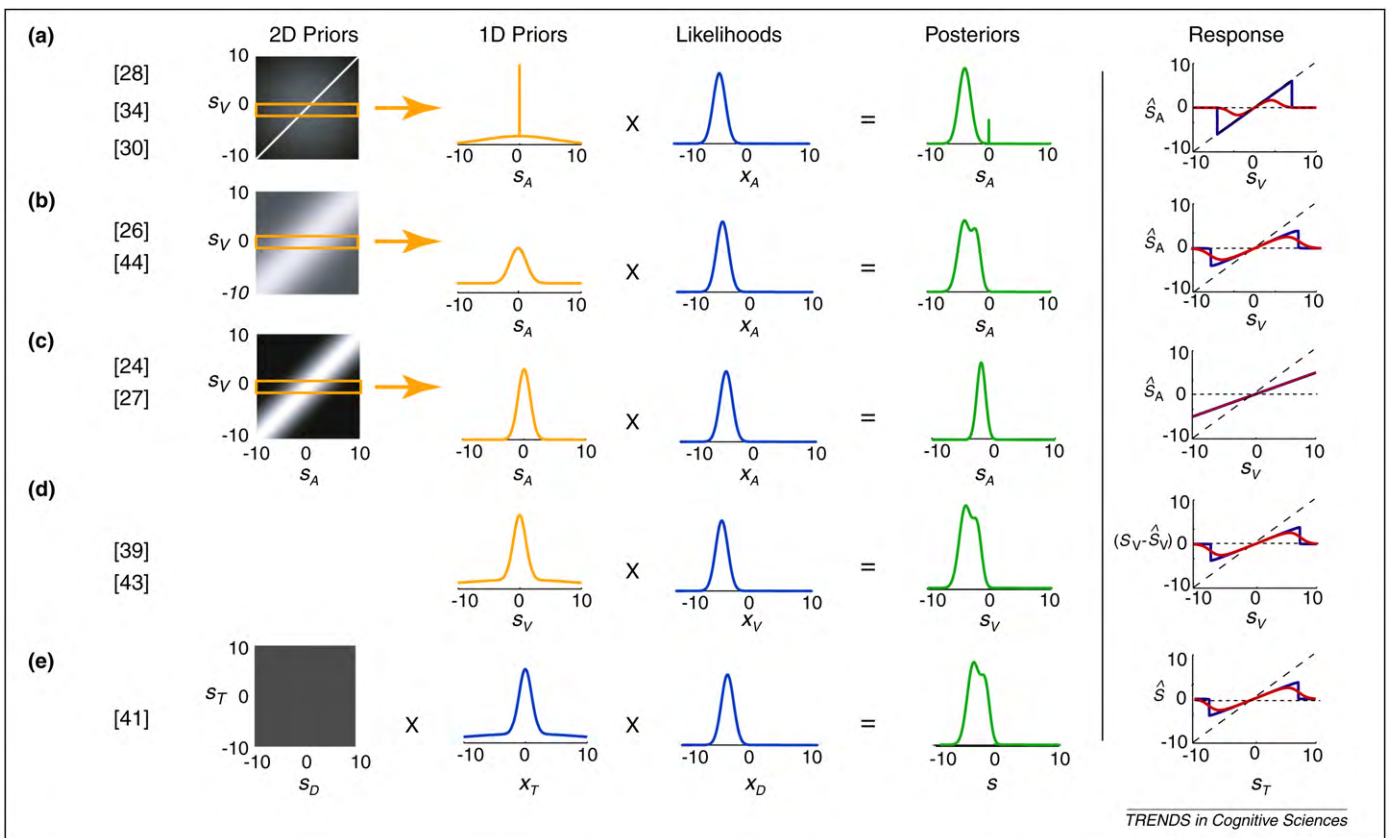 (a)
2D Priors 1D Priors Likelihoods Posteriors Response
[28]
[34]
[30]
10
s_V 0
-10
-10 0 10
s_A
X
-10 0 10
x_A
=
-10 0 10
s_A
10
ŝ_A 0
-10
-10 0 10
s_V
(b)
[26]
[44]
10
s_V 0
-10
-10 0 10
s_A
X
-10 0 10
x_A
=
-10 0 10
s_A
10
ŝ_A 0
-10
-10 0 10
s_V
(c)
[24]
[27]
10
s_V 0
-10
-10 0 10
s_A
-10 0 10
s_A
X
-10 0 10
x_A
=
-10 0 10
s_A
10
ŝ_A 0
-10
-10 0 10
s_V
(d)
[39]
[43]
-10 0 10
s_V
X
-10 0 10
x_V
=
-10 0 10
s_V
10
(s_V-ŝ_V) 0
-10
-10 0 10
s_V
(e)
[41]
10
s_T 0
-10
-10 0 10
s_D
X
-10 0 10
x_T
X
-10 0 10
x_D
=
-10 0 10
s
10
ŝ 0
-10
-10 0 10
s_T
TRENDS in Cognitive Sciences